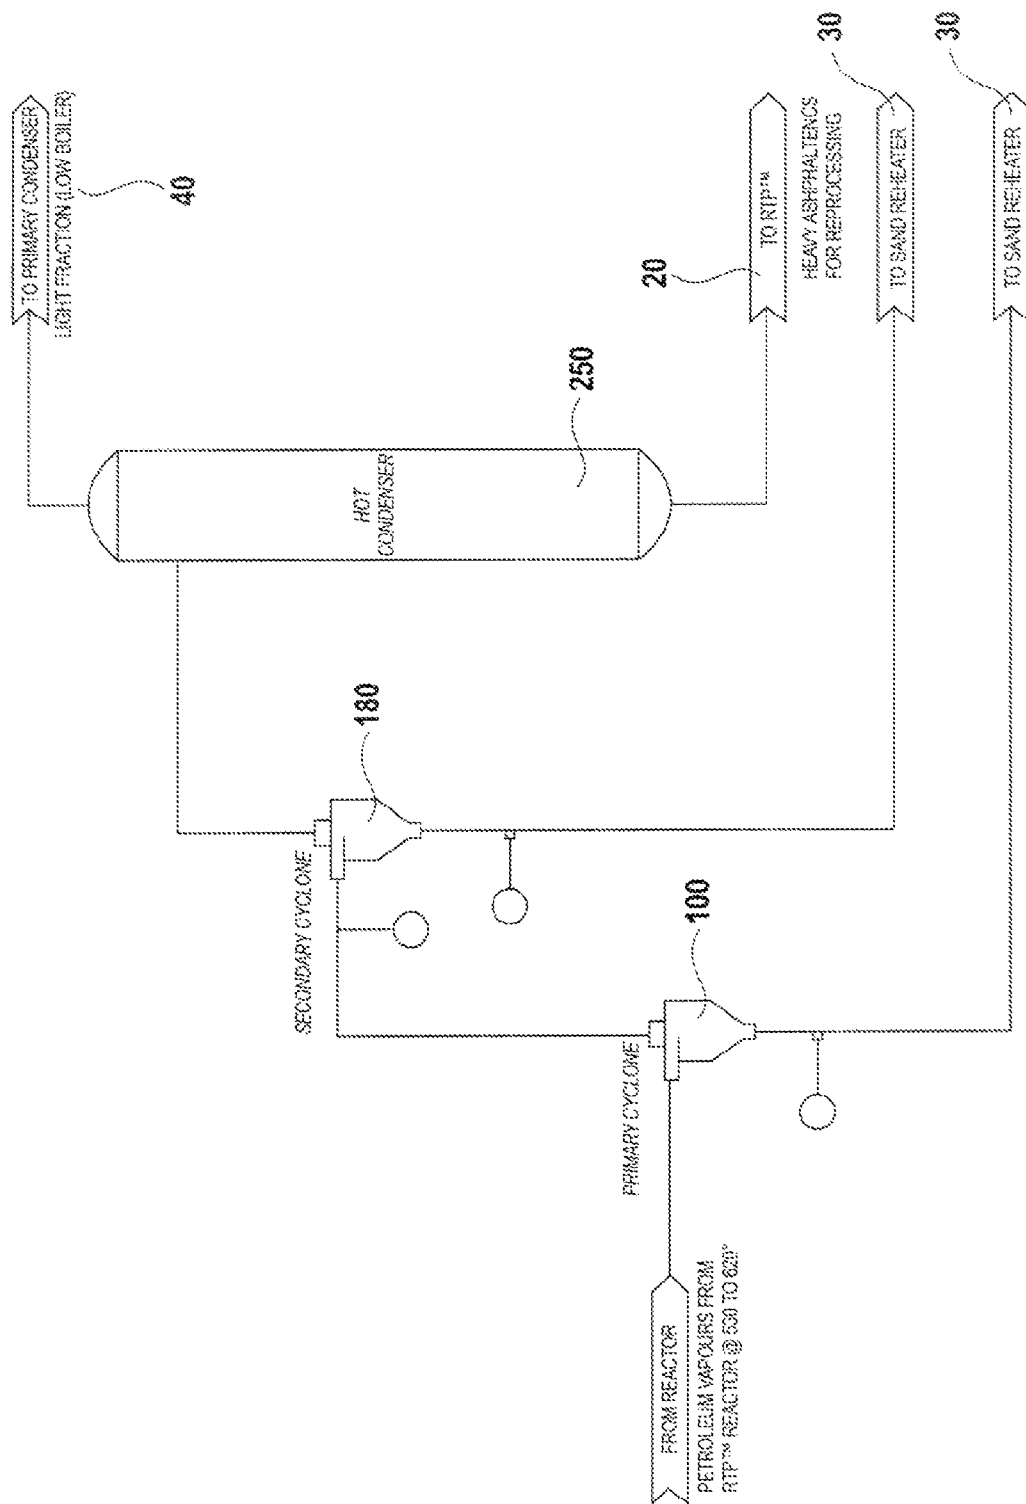 TO PRIMARY CONDENSER
LIGHT FRACTION (LOW BOILER)
40
HOT
CONDENSER
250
20
TO RTP™
HEAVY ASHPHALTENCS
FOR REPROCESSING
30
TO SAND REHEATER
30
TO SAND REHEATER
SECONDARY CYCLONE
180
PRIMARY CYCLONE
100
FROM REACTOR
PETROLEUM VAPOURS FROM
RTP™ REACTOR @ 530 TO 620°